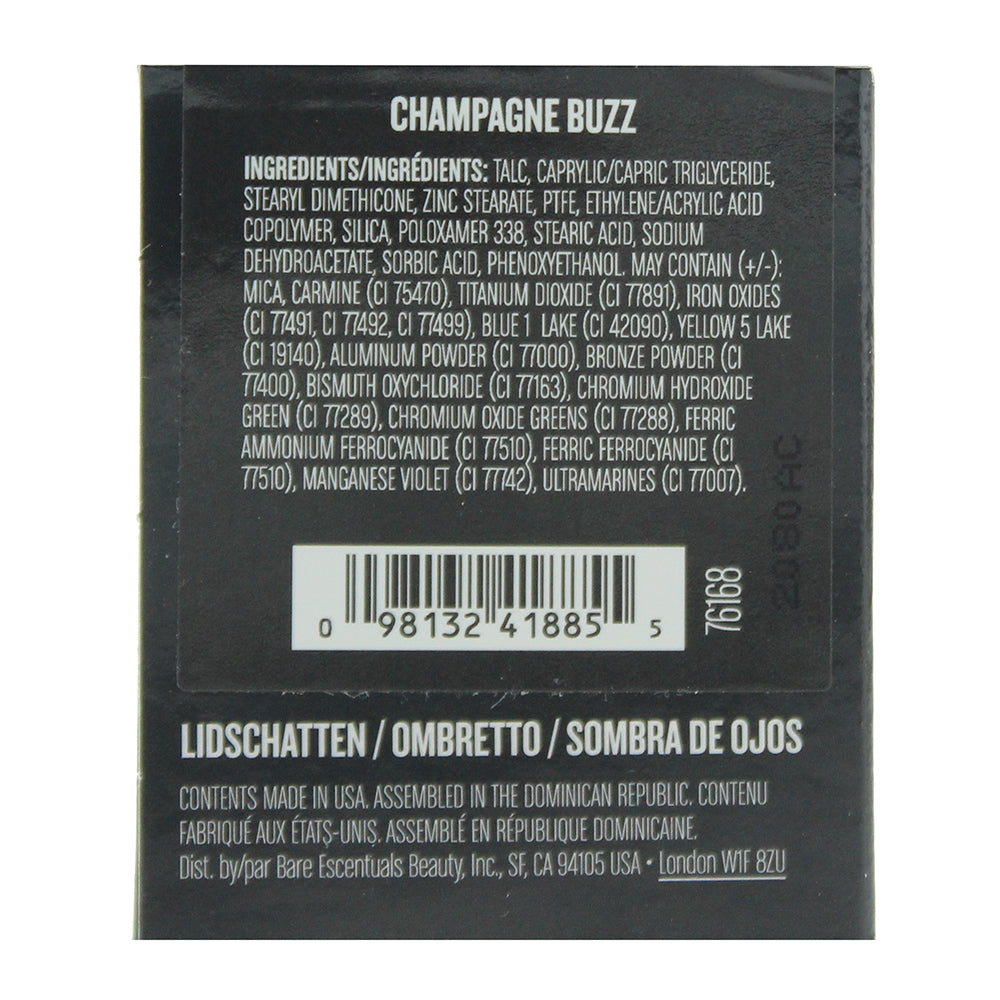 CHAMPAGNE BUZZ
INGREDIENTS/INGRÉDIENTS: TALC, CAPRYLIC/CAPRIC TRIGLYCERIDE,
STEARYL DIMETHICONE, ZINC STEARATE, PTFE, ETHYLENE/ACRYLIC ACID
COPOLYMER, SILICA, POLOXAMER 338, STEARIC ACID, SODIUM
DEHYDROACETATE, SORBIC ACID, PHENOXYETHANOL. MAY CONTAIN (+/-):
MICA, CARMINE (CI 75470), TITANIUM DIOXIDE (CI 77891), IRON OXIDES
(CI 77491, CI 77492, CI 77499), BLUE 1 LAKE (CI 42090), YELLOW 5 LAKE
(CI 19140), ALUMINUM POWDER (CI 77000), BRONZE POWDER (CI
77400), BISMUTH OXYCHLORIDE (CI 77163), CHROMIUM HYDROXIDE
GREEN (CI 77289), CHROMIUM OXIDE GREENS (CI 77288), FERRIC
AMMONIUM FERROCYANIDE (CI 77510), FERRIC FERROCYANIDE (CI
77510), MANGANESE VIOLET (CI 77742), ULTRAMARINES (CI 77007).
0 98132 41885 5
76168
LIDSCHATTEN / OMBRETTO / SOMBRA DE OJOS
CONTENTS MADE IN USA. ASSEMBLED IN THE DOMINICAN REPUBLIC. CONTENU
FABRIQUÉ AUX ÉTATS-UNIS. ASSEMBLÉ EN RÉPUBLIQUE DOMINICAINE.
Dist. by/par Bare Escentuals Beauty, Inc., SF, CA 94105 USA • London W1F 8ZU